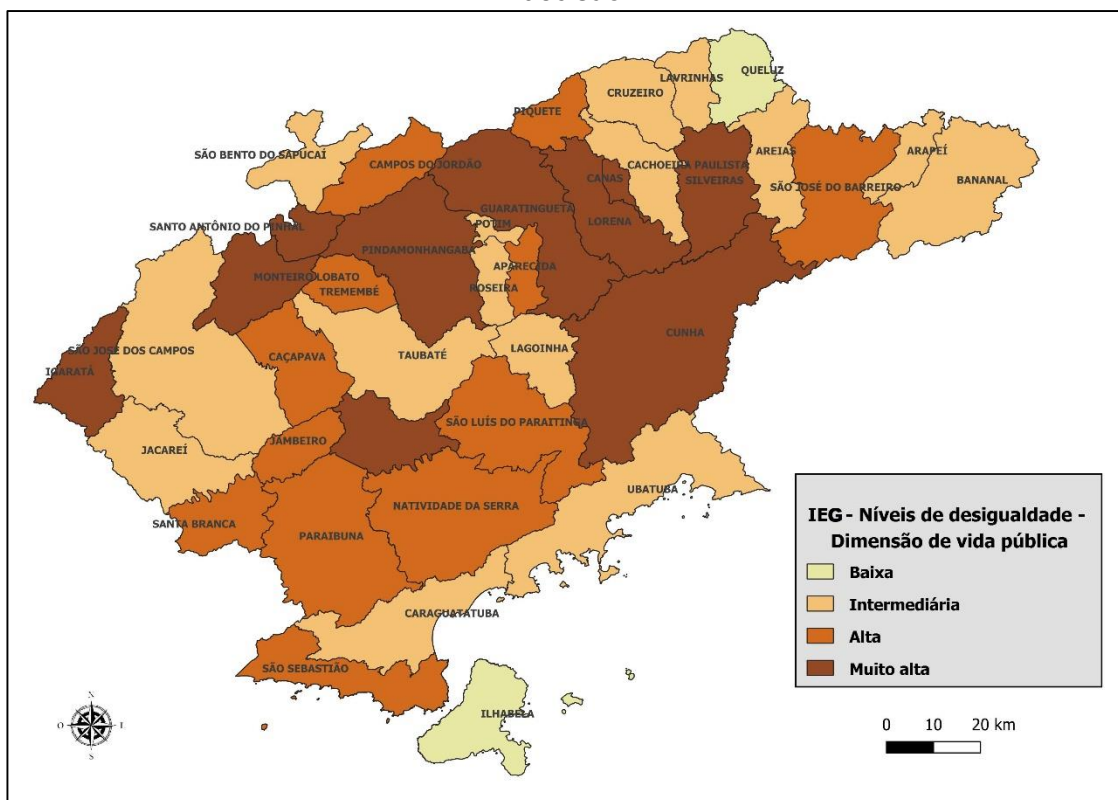 QUELUZ
LAVRINHAS
CRUZEIRO
PIQUETE
SÃO BENTO DO SAPUCAÍ
CAMPOS DO JORDÃO
CACHOEIRA PAULISTA
AREIAS
ARAPEÍ
BANANAL
CANAS
SILVEIRAS
SÃO JOSÉ DO BARREIRO
GUARATINGUETA
LORENA
SANTO ANTÔNIO DO PINHAL
POTIM
PINDAMONHANGABA
MONTEIRO LOBATO
APARECIDA
TREMEMBÉ
ROSEIRA
CUNHA
SÃO JOSE DOS CAMPOS
CAÇAPAVA
TAUBATÉ
LAGOINHA
IGARATÁ
SÃO LUÍS DO PARAITINGA
JAMBEIRO
JACAREÍ
UBATUBA
NATIVIDADE DA SERRA
SANTA BRANCA
PARAIBUNA
CARAGUATATUBA
SÃO SEBASTIÃO
ILHABELA
IEG - Níveis de desigualdade -
Dimensão de vida pública
Baixa
Intermediária
Alta
Muito alta
N
O L
S
0 10 20 km